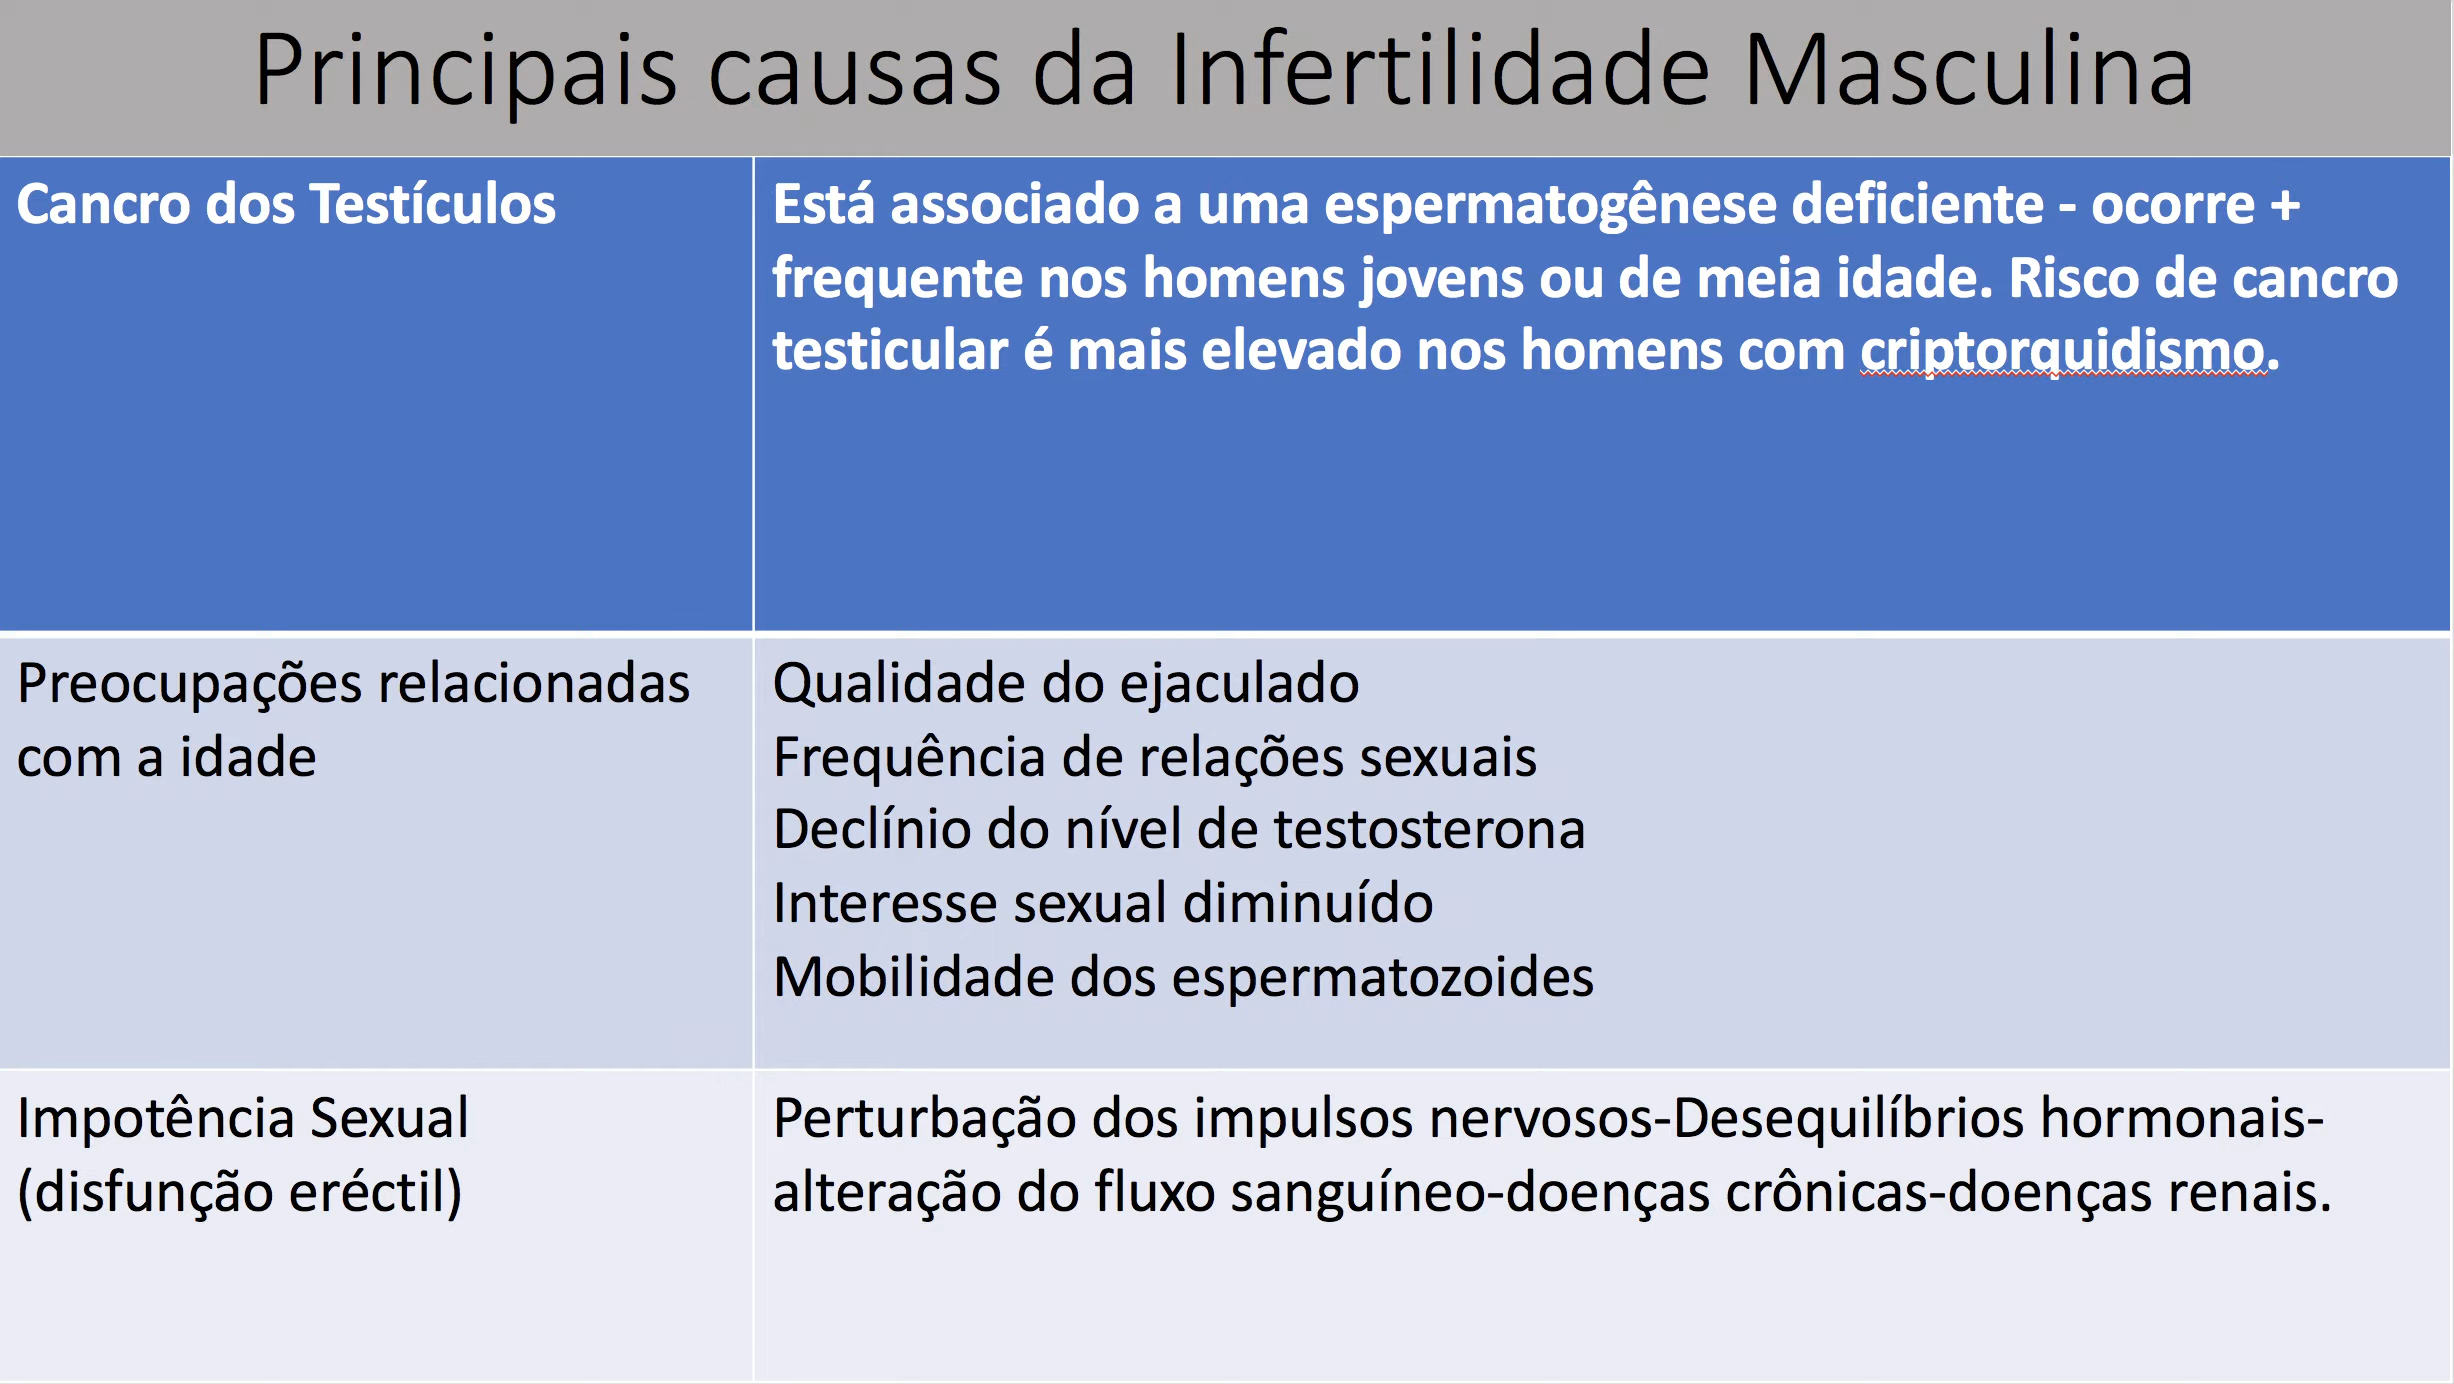 Principais causas da Infertilidade Masculina
Cancro dos Testículos
Está associado a uma espermatogênese deficiente - ocorre +
frequente nos homens jovens ou de meia idade. Risco de cancro
testicular é mais elevado nos homens com criptorquidismo.
Preocupações relacionadas
com a idade
Qualidade do ejaculado
Frequência de relações sexuais
Declínio do nível de testosterona
Interesse sexual diminuído
Mobilidade dos espermatozoides
Impotência Sexual
(disfunção eréctil)
Perturbação dos impulsos nervosos-Desequilíbrios hormonais-
alteração do fluxo sanguíneo-doenças crônicas-doenças renais.